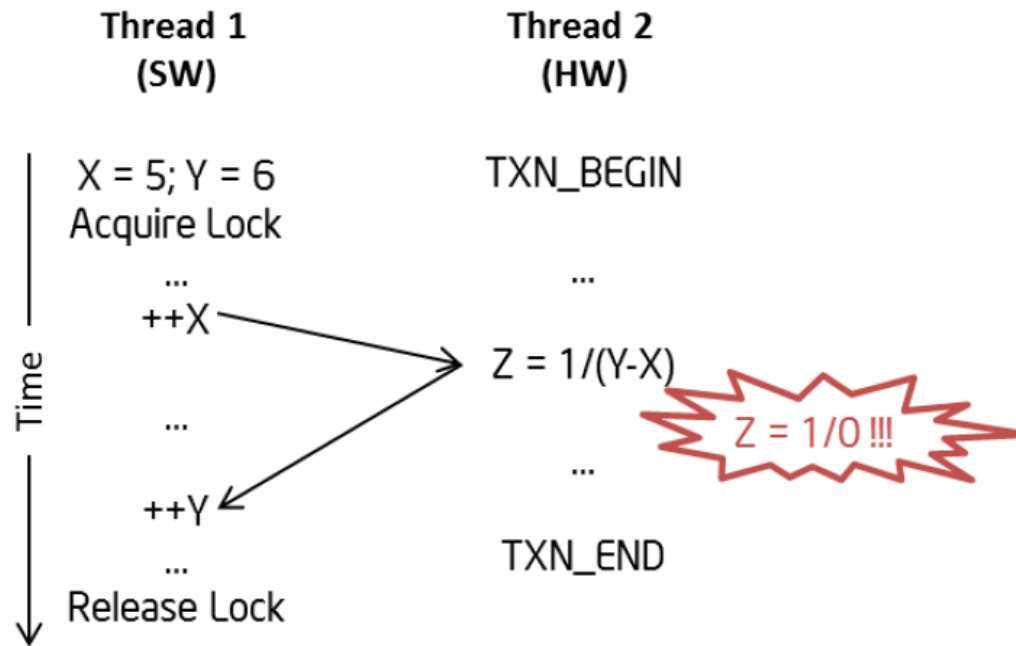 Thread 1
(SW)
Thread 2
(HW)
Time
X = 5; Y = 6
Acquire Lock
...
++X
...
++Y
...
Release Lock
TXN_BEGIN
...
Z = 1/(Y-X)
Z = 1/0 !!!
...
TXN_END